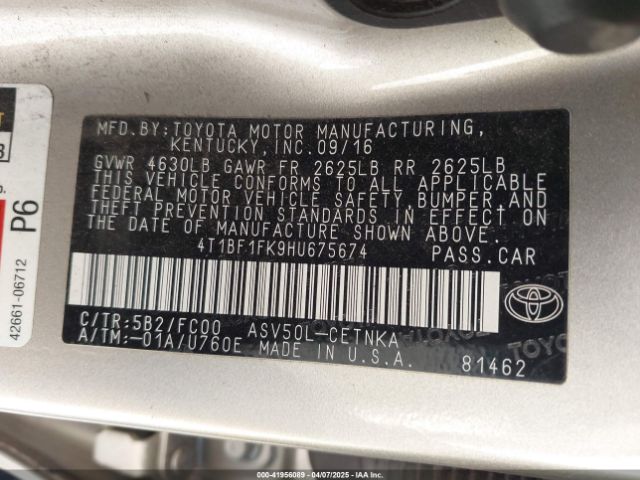 MFD.BY:TOYOTA MOTOR MANUFACTURING,
KENTUCKY,INC.09/16
GVWR 4630LB GAWR FR 2625LB RR 2625LB
THIS VEHICLE CONFORMS TO ALL APPLICABLE
FEDERAL MOTOR VEHICLE SAFETY,BUMPER,AND
THEFT PREVENTION STANDARDS IN EFFECT ON
THE DATE OF MANUFACTURE SHOWN ABOVE.
4T1BF1FK9HU675674 PASS.CAR
C/TR:5B2/FC00 ASV50L-CETNKA
A/TM:-01A/U760E MADE IN U.S.A.
81462
TOYOTA
P6
42661-06712
000-41956089 - 04/07/2025 - IAA Inc.